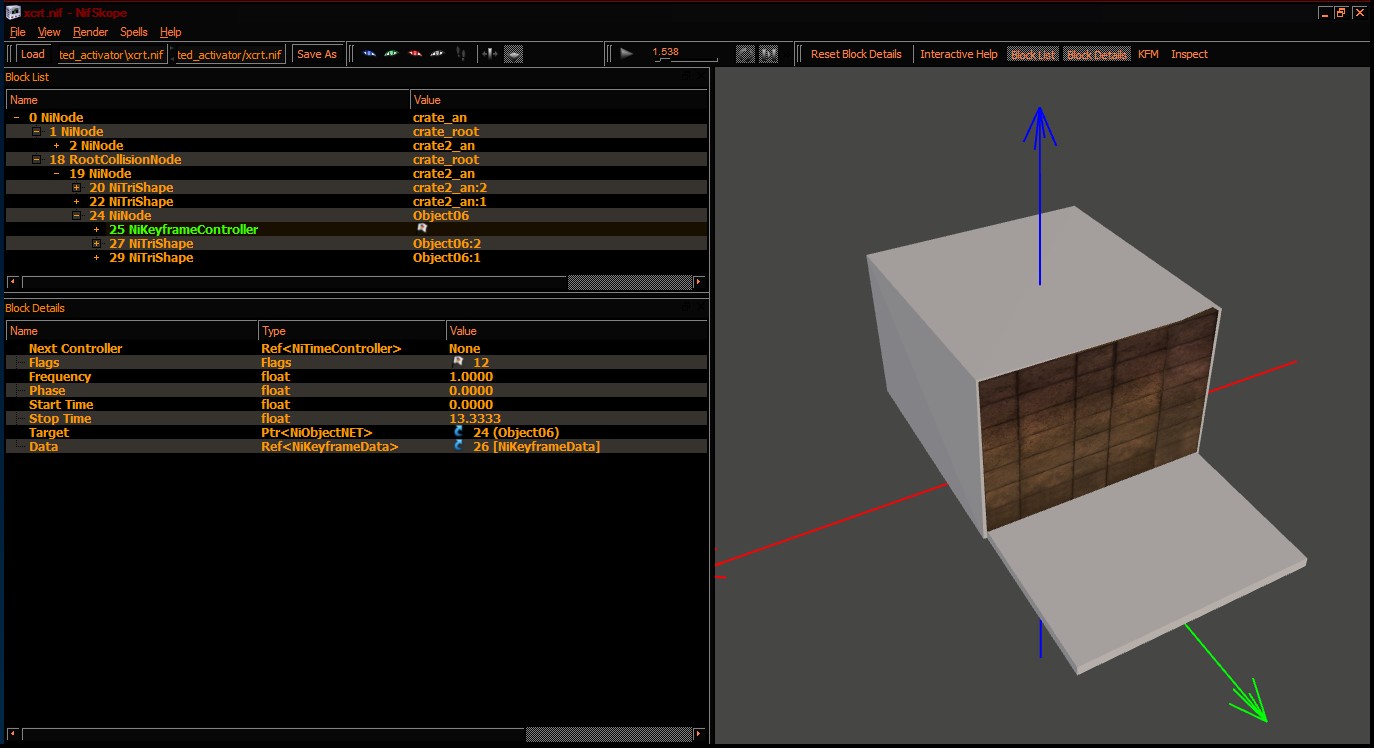 xcrt.nif - NifSkope
File View Render Spells Help
Load ted_activator\xcrt.nif ted_activator/xcrt.nif Save As 1.538 Reset Block Details Interactive Help Block List Block Details KFM Inspect
Block List
Name Value
0 NiNode crate_an
1 NiNode crate_root
2 NiNode crate2_an
18 RootCollisionNode crate_root
19 NiNode crate2_an
20 NiTriShape crate2_an:2
22 NiTriShape crate2_an:1
24 NiNode Object06
25 NiKeyframeController
27 NiTriShape Object06:2
29 NiTriShape Object06:1
Block Details
Name Type Value
Next Controller Ref<NiTimeController> None
Flags Flags 12
Frequency float 1.0000
Phase float 0.0000
Start Time float 0.0000
Stop Time float 13.3333
Target Ptr<NiObjectNET> 24 (Object06)
Data Ref<NiKeyframeData> 26 [NiKeyframeData]